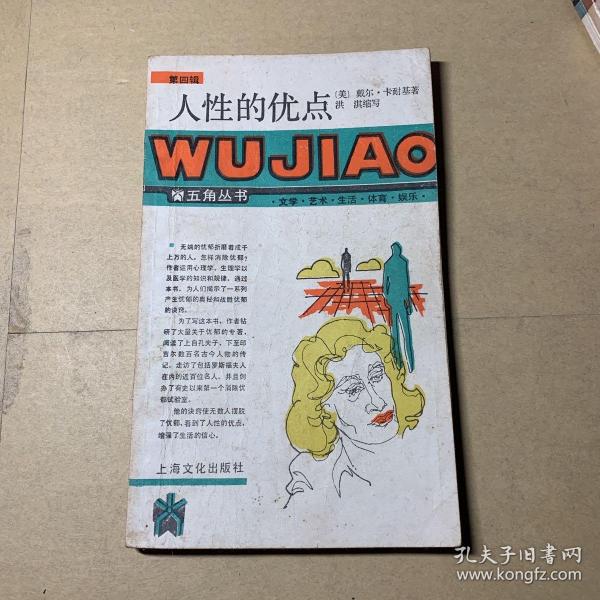 第四辑
人性的优点
〔美〕戴尔·卡耐基著
洪 淇缩写
WUJIAO
五角丛书
·文学·艺术·生活·体育·娱乐·
无端的忧郁折磨着成千
上万的人。怎样消除忧郁?
作者运用心理学、生理学以
及医学的知识和规律，通过
本书，为人们揭示了一系列
产生忧郁的奥秘和战胜忧郁
的诀窍。
为了写这本书，作者钻
研了大量关于忧郁的专著，
阅读了上自孔夫子、下至邱
吉尔数百名古今人物的传
记，走访了包括罗斯福夫人
在内的近百位名人，并且创
办了有史以来第一个消除忧
郁试验室。
他的诀窍使无数人摆脱
了忧郁，看到了人性的优点，
增强了生活的信心。
上海文化出版社
孔夫子旧书网
www.kongfz.com